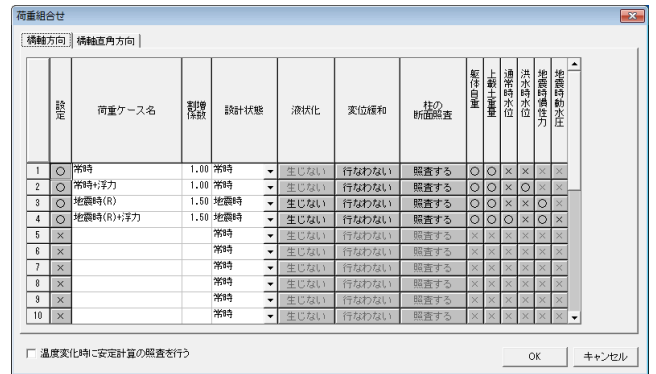 荷重組合せ
橋軸方向 橋軸直角方向
設定 荷重ケース名 割増係数 設計状態 液状化 変位緩和 柱の断面照査 躯体自重 上載土重量 通常時水位 洪水時水位 地震時慣性力 地震時動水圧
1 ○ 常時 1.00 常時 生じない 行なわない 照査する ○ ○ × × × ×
2 ○ 常時+浮力 1.00 常時 生じない 行なわない 照査する ○ ○ × ○ × ×
3 ○ 地震時(R) 1.50 地震時 生じない 行なわない 照査する ○ ○ × × ○ ×
4 ○ 地震時(R)+浮力 1.50 地震時 生じない 行なわない 照査する ○ ○ ○ × ○ ×
5 × 常時 生じない 行なわない 照査する × × × × × ×
6 × 常時 生じない 行なわない 照査する × × × × × ×
7 × 常時 生じない 行なわない 照査する × × × × × ×
8 × 常時 生じない 行なわない 照査する × × × × × ×
9 × 常時 生じない 行なわない 照査する × × × × × ×
10 × 常時 生じない 行なわない 照査する × × × × × ×
温度変化時に安定計算の照査を行う
OK キャンセル